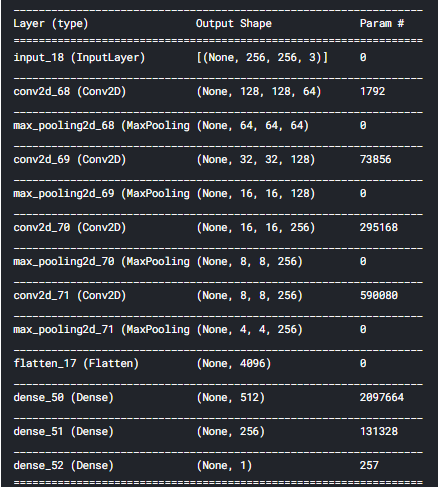 _________________________________________________________________
Layer (type)                 Output Shape              Param #
=================================================================
input_18 (InputLayer)        [(None, 256, 256, 3)]     0
_________________________________________________________________
conv2d_68 (Conv2D)           (None, 128, 128, 64)      1792
_________________________________________________________________
max_pooling2d_68 (MaxPooling (None, 64, 64, 64)        0
_________________________________________________________________
conv2d_69 (Conv2D)           (None, 32, 32, 128)       73856
_________________________________________________________________
max_pooling2d_69 (MaxPooling (None, 16, 16, 128)       0
_________________________________________________________________
conv2d_70 (Conv2D)           (None, 16, 16, 256)       295168
_________________________________________________________________
max_pooling2d_70 (MaxPooling (None, 8, 8, 256)         0
_________________________________________________________________
conv2d_71 (Conv2D)           (None, 8, 8, 256)         590080
_________________________________________________________________
max_pooling2d_71 (MaxPooling (None, 4, 4, 256)         0
_________________________________________________________________
flatten_17 (Flatten)         (None, 4096)              0
_________________________________________________________________
dense_50 (Dense)             (None, 512)               2097664
_________________________________________________________________
dense_51 (Dense)             (None, 256)               131328
_________________________________________________________________
dense_52 (Dense)             (None, 1)                 257
=================================================================